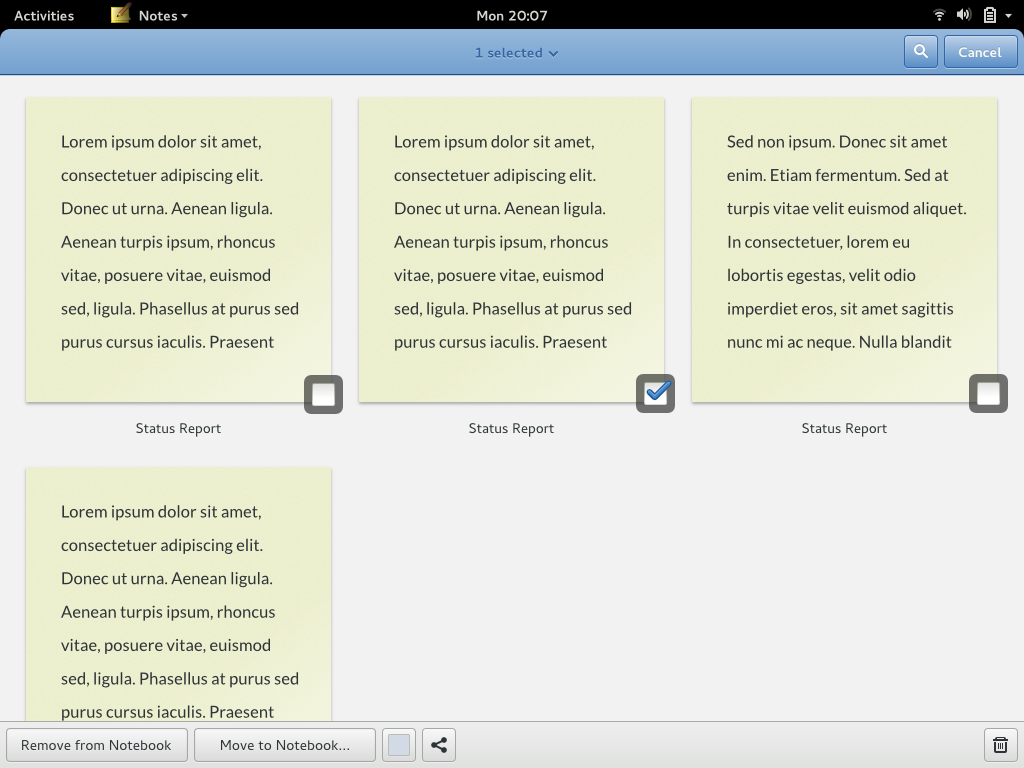 Activities Notes Mon 20:07
1 selected Cancel
Lorem ipsum dolor sit amet,
consectetuer adipiscing elit.
Donec ut urna. Aenean ligula.
Aenean turpis ipsum, rhoncus
vitae, posuere vitae, euismod
sed, ligula. Phasellus at purus sed
purus cursus iaculis. Praesent
Status Report
Lorem ipsum dolor sit amet,
consectetuer adipiscing elit.
Donec ut urna. Aenean ligula.
Aenean turpis ipsum, rhoncus
vitae, posuere vitae, euismod
sed, ligula. Phasellus at purus sed
purus cursus iaculis. Praesent
Status Report
Sed non ipsum. Donec sit amet
enim. Etiam fermentum. Sed at
turpis vitae velit euismod aliquet.
In consectetuer, lorem eu
lobortis egestas, velit odio
imperdiet eros, sit amet sagittis
nunc mi ac neque. Nulla blandit
Status Report
Lorem ipsum dolor sit amet,
consectetuer adipiscing elit.
Donec ut urna. Aenean ligula.
Aenean turpis ipsum, rhoncus
vitae, posuere vitae, euismod
sed, ligula. Phasellus at purus sed
purus cursus iaculis. Praesent
Remove from Notebook Move to Notebook...